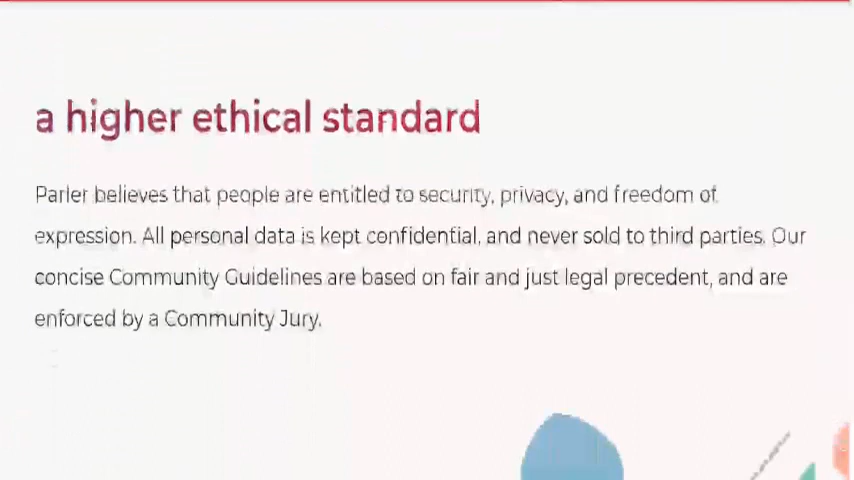 a higher ethical standard
Parler believes that people are entitled to security, privacy, and freedom of
expression. All personal data is kept confidential, and never sold to third parties. Our
concise Community Guidelines are based on fair and just legal precedent, and are
enforced by a Community Jury.